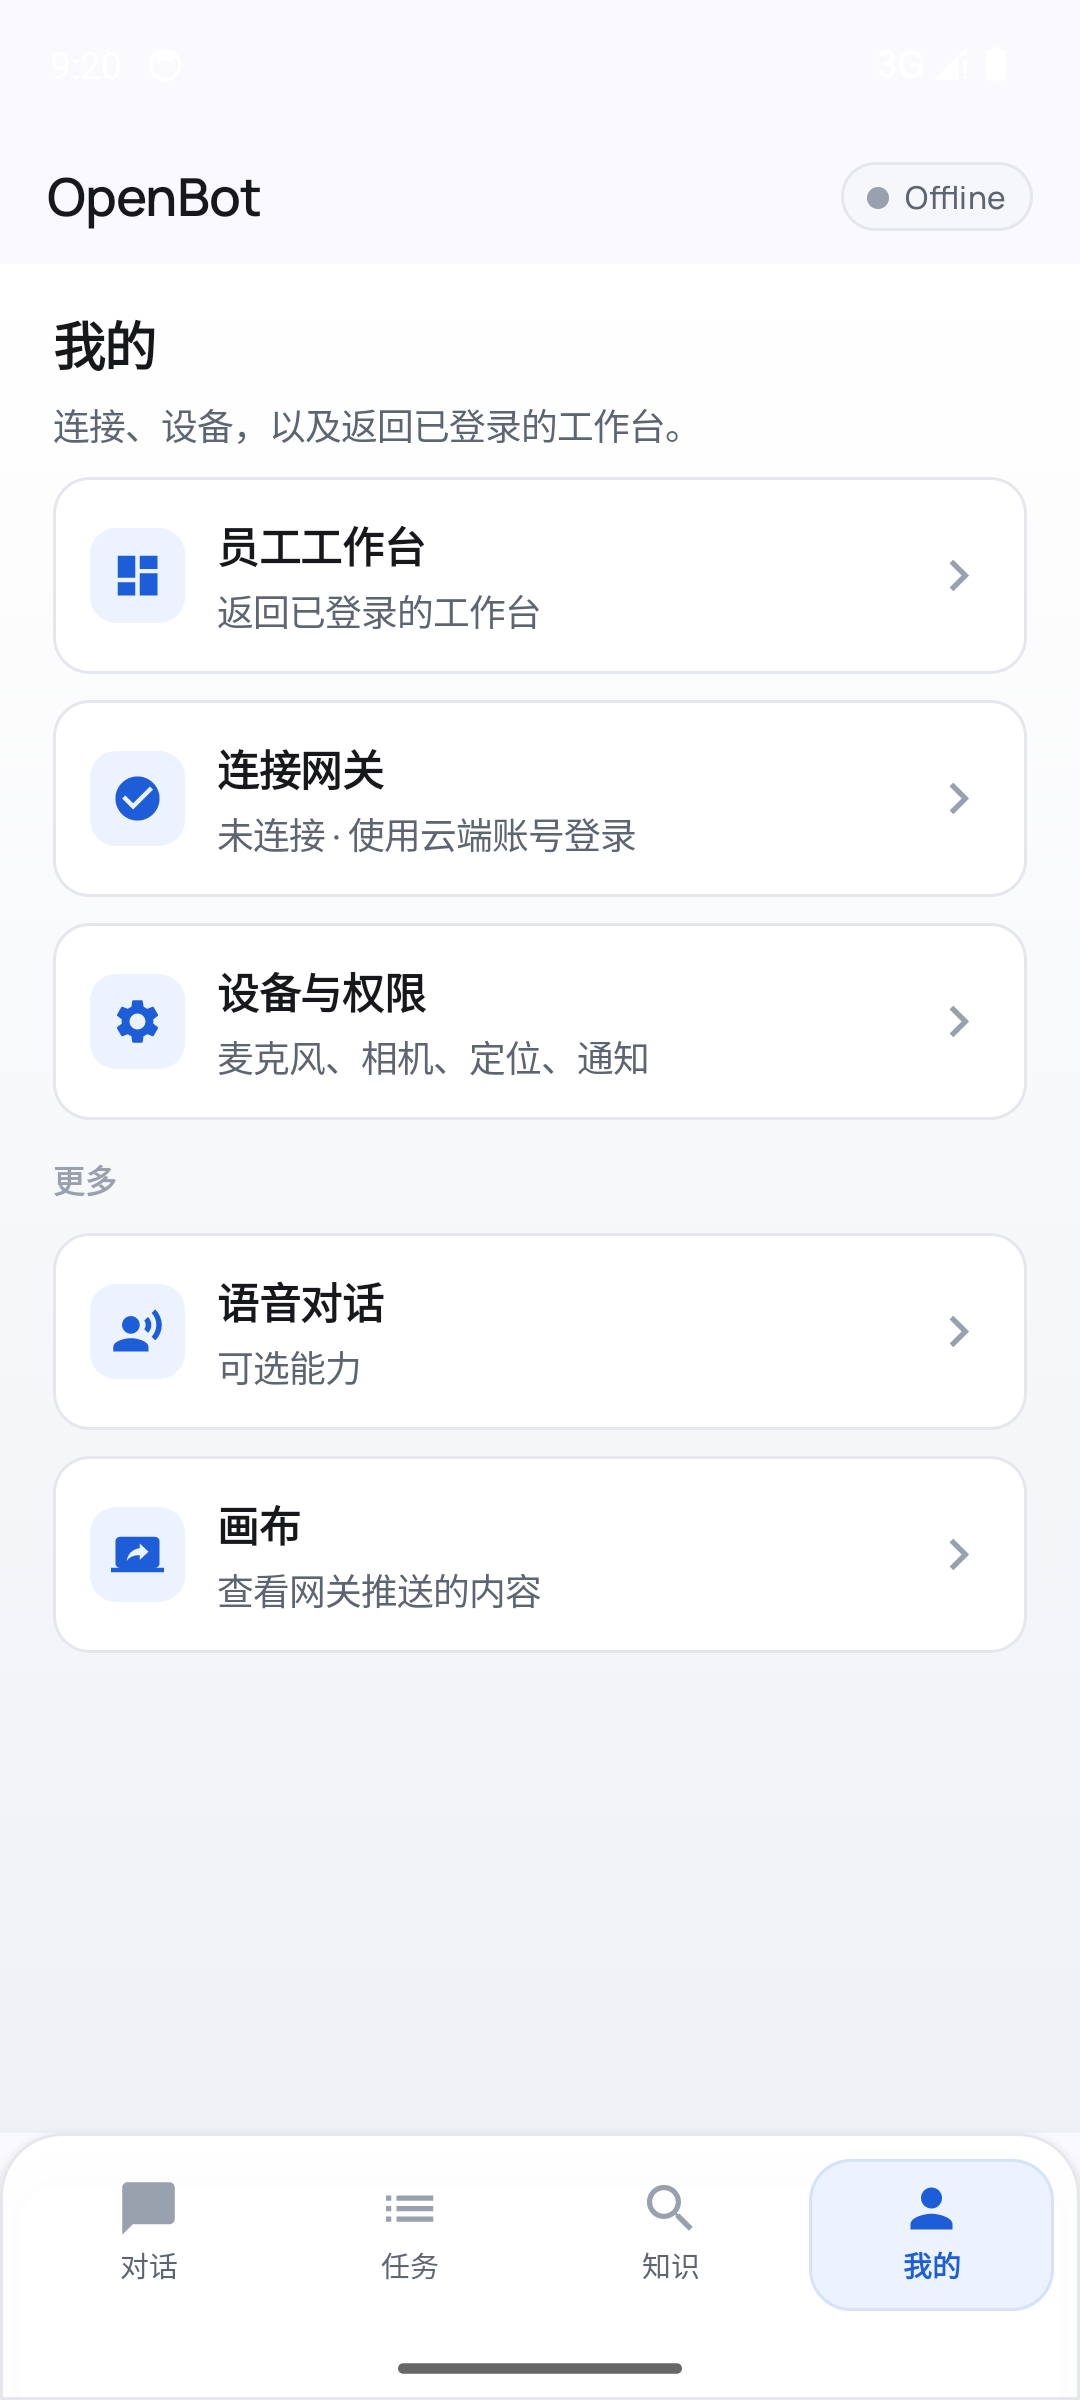 9:20
3G
OpenBot
Offline
我的
连接、设备，以及返回已登录的工作台。
员工工作台
返回已登录的工作台
连接网关
未连接 · 使用云端账号登录
设备与权限
麦克风、相机、定位、通知
更多
语音对话
可选能力
画布
查看网关推送的内容
对话
任务
知识
我的